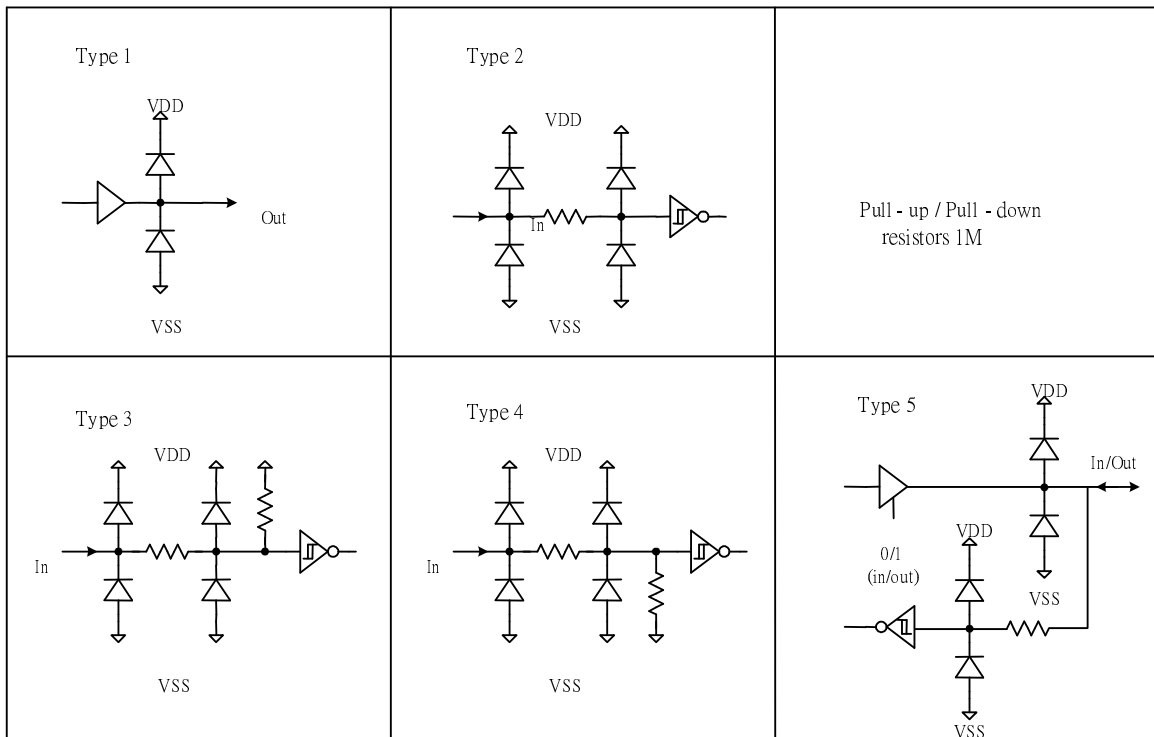 Type 1
VDD
Out
VSS
Type 2
VDD
In
VSS
Pull - up / Pull - down
resistors 1M
Type 3
VDD
In
VSS
Type 4
VDD
In
VSS
Type 5
VDD
In/Out
VDD
0/1
(in/out)
VSS
VSS